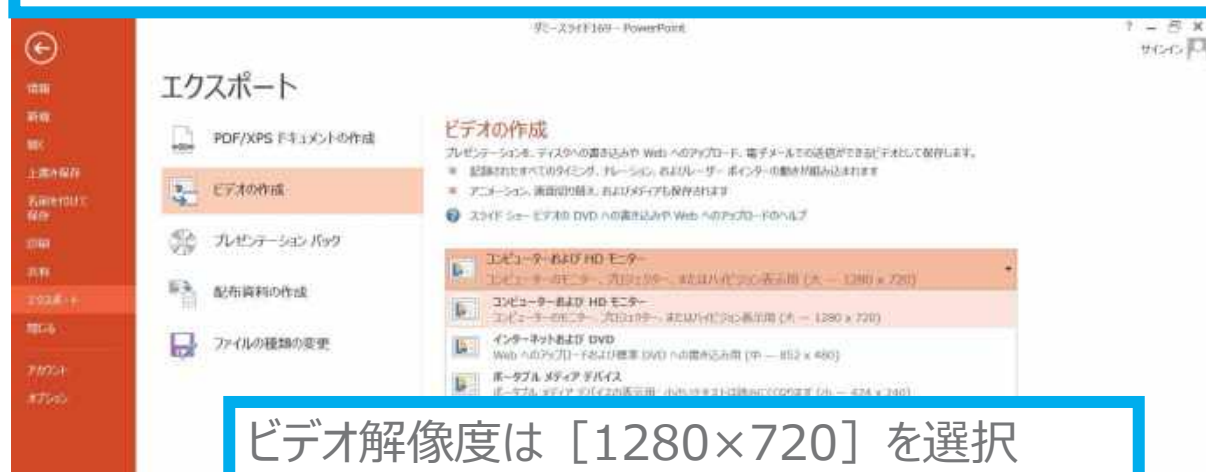 ダミースライド169 - PowerPoint
? - 
サインイン
エクスポート
情報
新規
開く
上書き保存
名前を付けて
保存
印刷
共有
エクスポート
閉じる
アカウント
オプション
PDF/XPS ドキュメントの作成
ビデオの作成
プレゼンテーション パック
配布資料の作成
ファイルの種類の変更
ビデオの作成
プレゼンテーションを、ディスクへの書き込みや Web へのアップロード、電子メールでの送信ができるビデオとして保存します。
記録されたすべてのタイミング、ナレーション、およびレーザー ポインターの動きが組み込まれます
アニメーション、画面切り替え、およびメディアも保存されます
スライド ショー ビデオの DVD への書き込みや Web へのアップロードのヘルプ
コンピューターおよび HD モニター
コンピューターのモニター、プロジェクター、またはハイビジョン表示用 (大 — 1280 x 720)
コンピューターおよび HD モニター
コンピューターのモニター、プロジェクター、またはハイビジョン表示用 (大 — 1280 x 720)
インターネットおよび DVD
Web へのアップロードおよび標準 DVD への書き込み用 (中 — 852 x 480)
ポータブル メディア デバイス
ビデオ解像度は［1280×720］を選択